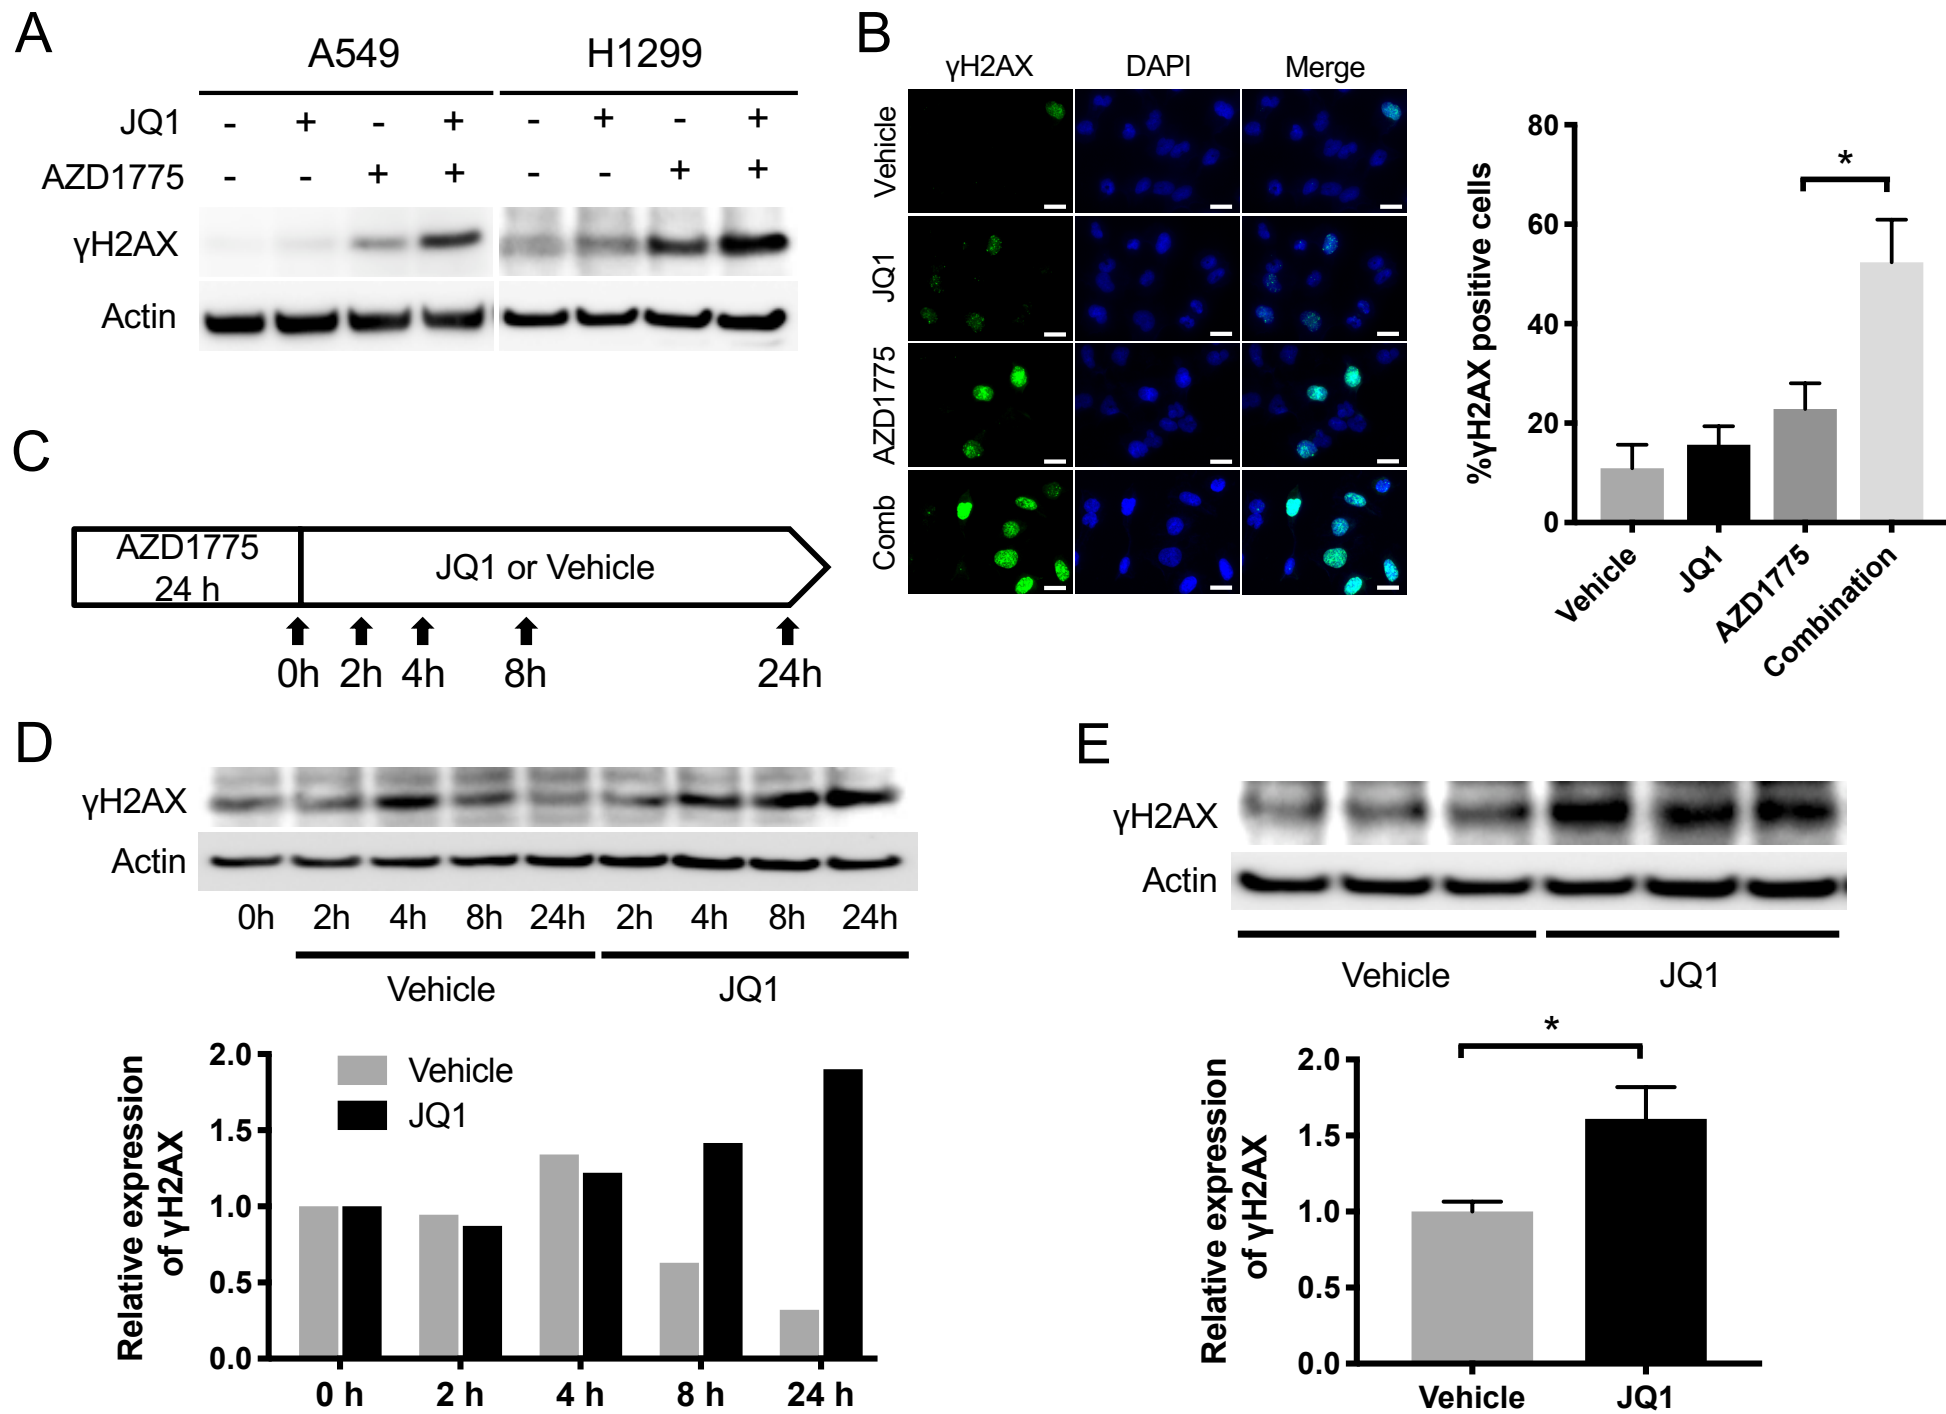 A
A549 H1299
JQ1 - + - + - + - +
AZD1775 - - + + - - + +
γH2AX
Actin
B
γH2AX DAPI Merge
Vehicle
JQ1
AZD1775
Comb
%γH2AX positive cells
80
60
40
20
0
*
Vehicle
JQ1
AZD1775
Combination
C
AZD1775
24 h
JQ1 or Vehicle
0h 2h 4h 8h 24h
D
γH2AX
Actin
0h 2h 4h 8h 24h 2h 4h 8h 24h
Vehicle JQ1
Relative expression
of γH2AX
2.0
1.5
1.0
0.5
0.0
Vehicle
JQ1
0 h 2 h 4 h 8 h 24 h
E
γH2AX
Actin
Vehicle JQ1
*
Relative expression
of γH2AX
2.0
1.5
1.0
0.5
0.0
Vehicle JQ1